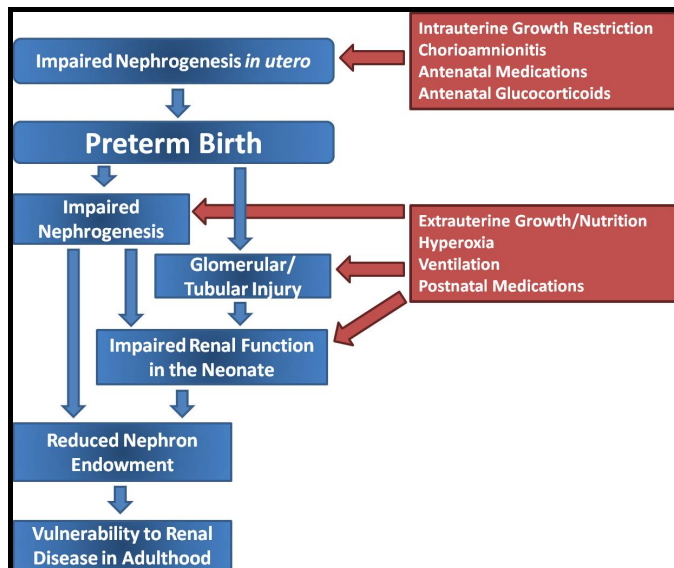 Impaired Nephrogenesis in utero
Intrauterine Growth Restriction
Chorioamnionitis
Antenatal Medications
Antenatal Glucocorticoids
Preterm Birth
Impaired
Nephrogenesis
Extrauterine Growth/Nutrition
Hyperoxia
Ventilation
Postnatal Medications
Glomerular/
Tubular Injury
Impaired Renal Function
in the Neonate
Reduced Nephron
Endowment
Vulnerability to Renal
Disease in Adulthood